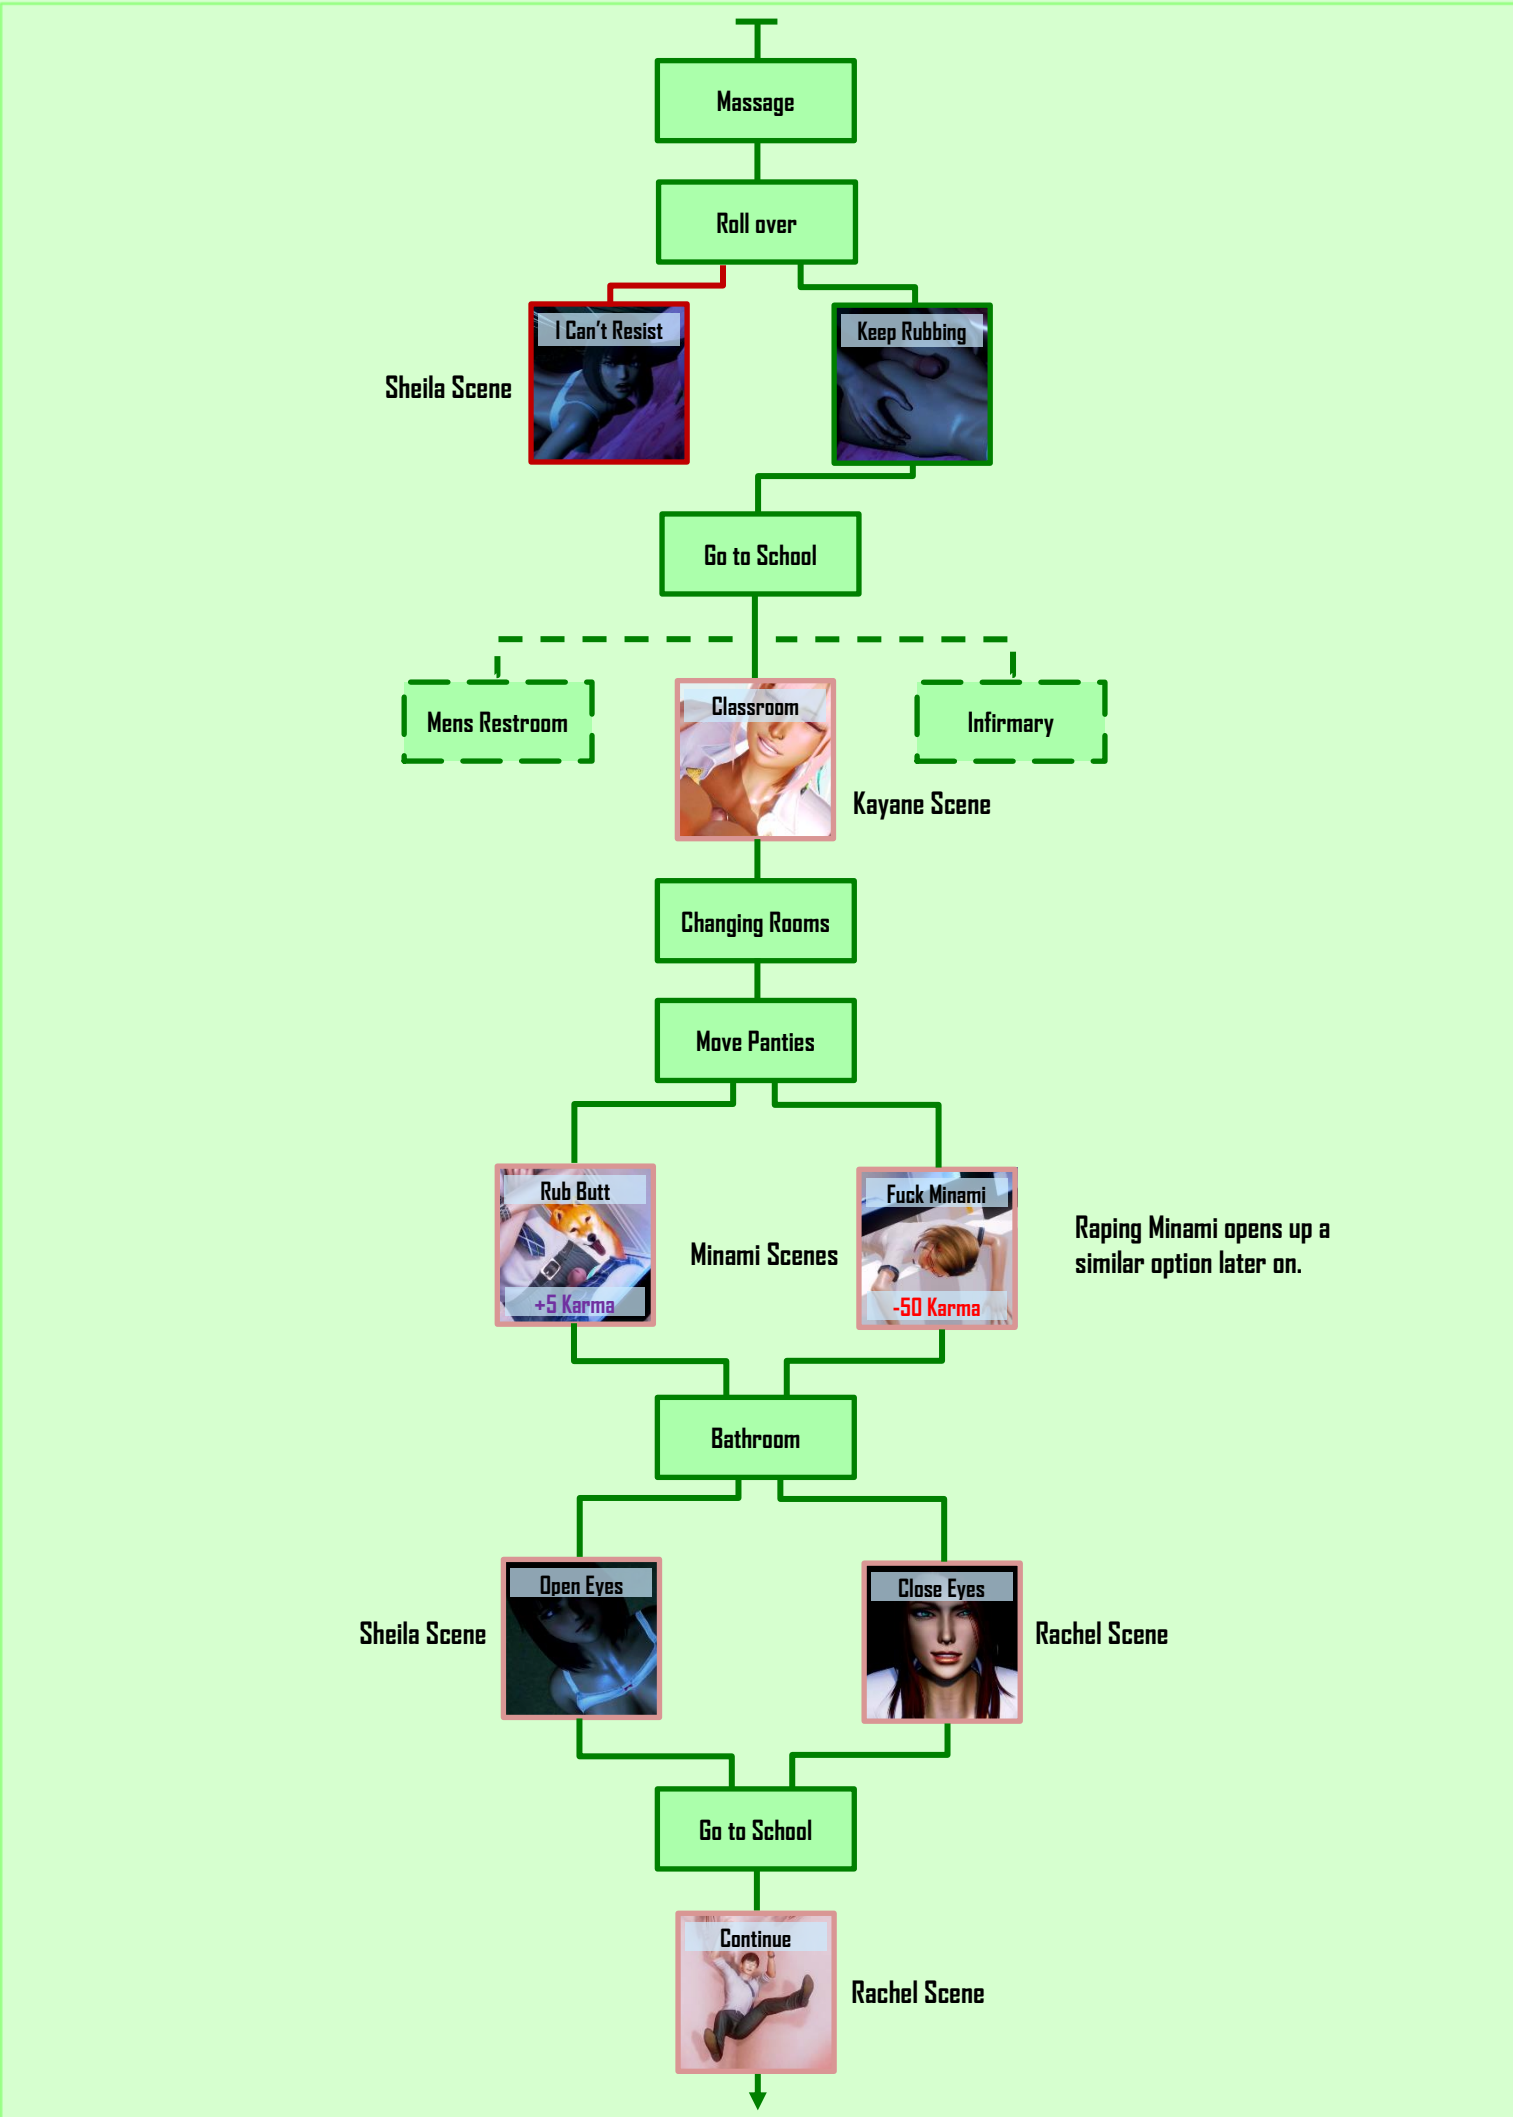 Massage
Roll over
I Can't Resist
Keep Rubbing
Sheila Scene
Go to School
Mens Restroom
Classroom
Infirmary
Kayane Scene
Changing Rooms
Move Panties
Rub Butt
Fuck Minami
Minami Scenes
Raping Minami opens up a
similar option later on.
+5 Karma
-50 Karma
Bathroom
Open Eyes
Close Eyes
Sheila Scene
Rachel Scene
Go to School
Continue
Rachel Scene